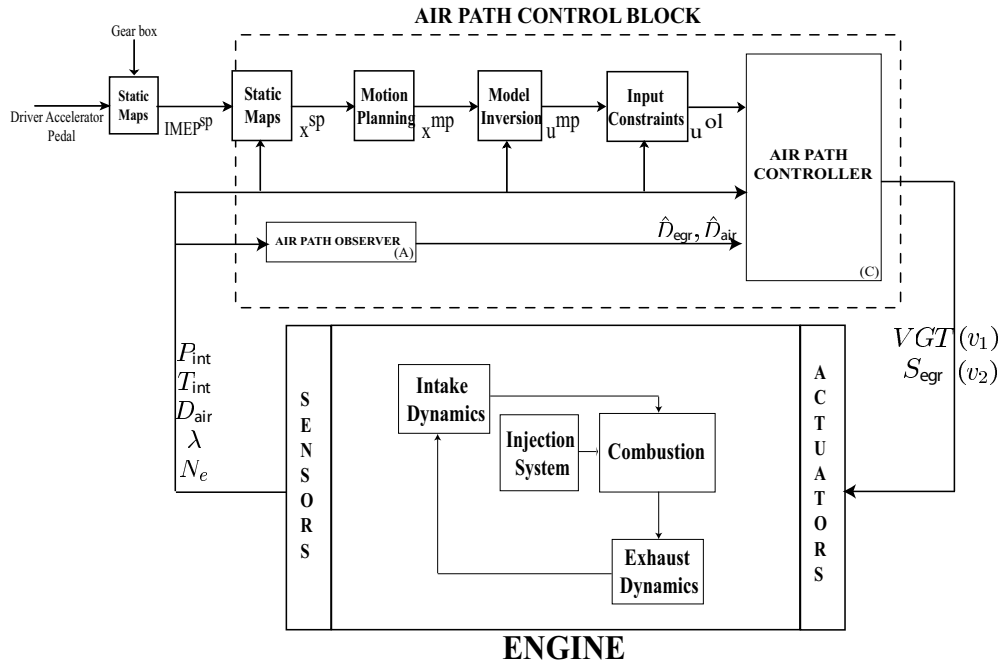 AIR PATH CONTROL BLOCK
Gear box
Driver Accelerator
Pedal
Static
Maps
IMEP^sp
Static
Maps
x^sp
Motion
Planning
x^mp
Model
Inversion
u^mp
Input
Constraints
u^ol
AIR PATH
CONTROLLER
(C)
AIR PATH OBSERVER
(A)
D̂_egr, D̂_air
P_int
T_int
D_air
λ
N_e
VGT (v_1)
S_egr (v_2)
SENSORS
Intake
Dynamics
Injection
System
Combustion
Exhaust
Dynamics
ACTUATORS
ENGINE